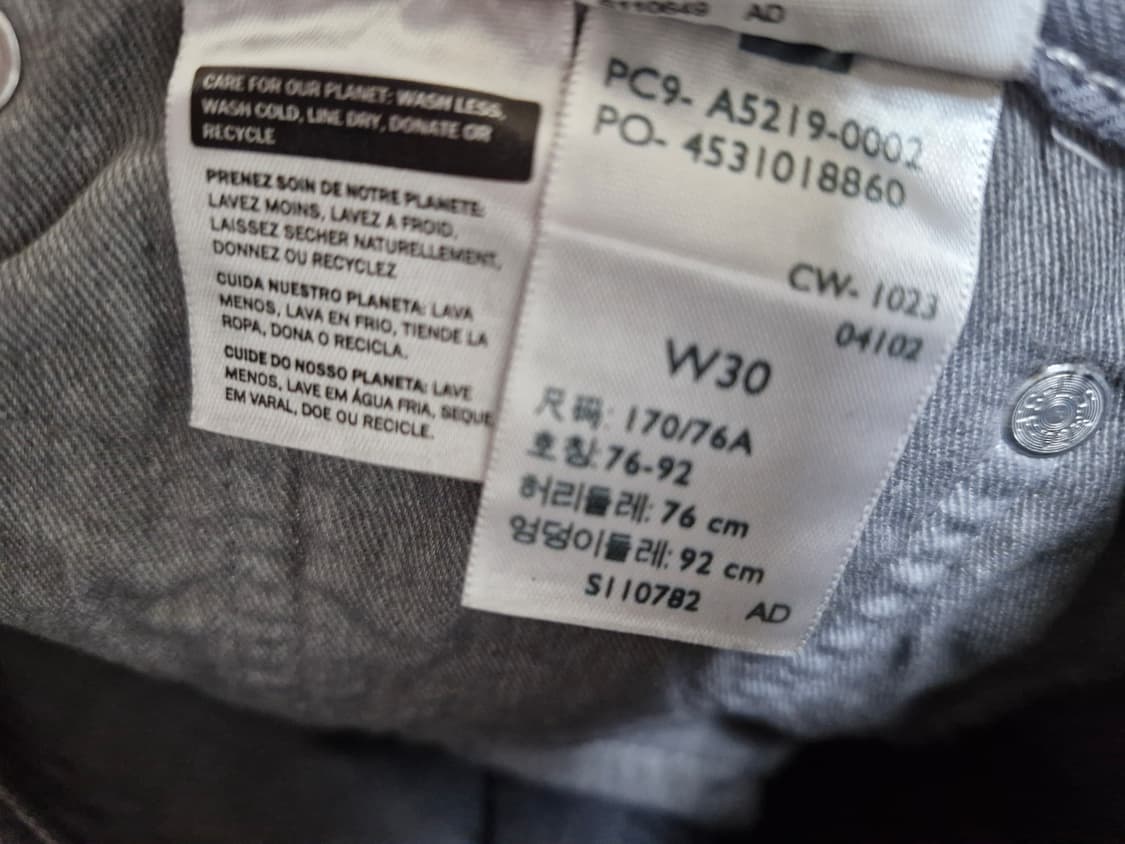 CARE FOR OUR PLANET: WASH LESS,
WASH COLD, LINE DRY, DONATE OR
RECYCLE
PRENEZ SOIN DE NOTRE PLANETE:
LAVEZ MOINS, LAVEZ A FROID,
LAISSEZ SECHER NATURELLEMENT,
DONNEZ OU RECYCLEZ
CUIDA NUESTRO PLANETA: LAVA
MENOS, LAVA EN FRIO, TIENDE LA
ROPA, DONA O RECICLA.
CUIDE DO NOSSO PLANETA: LAVE
MENOS, LAVE EM ÁGUA FRIA, SEQUE
EM VARAL, DOE OU RECICLE.
AD
PC9- A5219-0002
PO- 4531018860
CW- 1023
04102
W30
尺码: 170/76A
호칭: 76-92
허리둘레: 76 cm
엉덩이둘레: 92 cm
S110782 AD